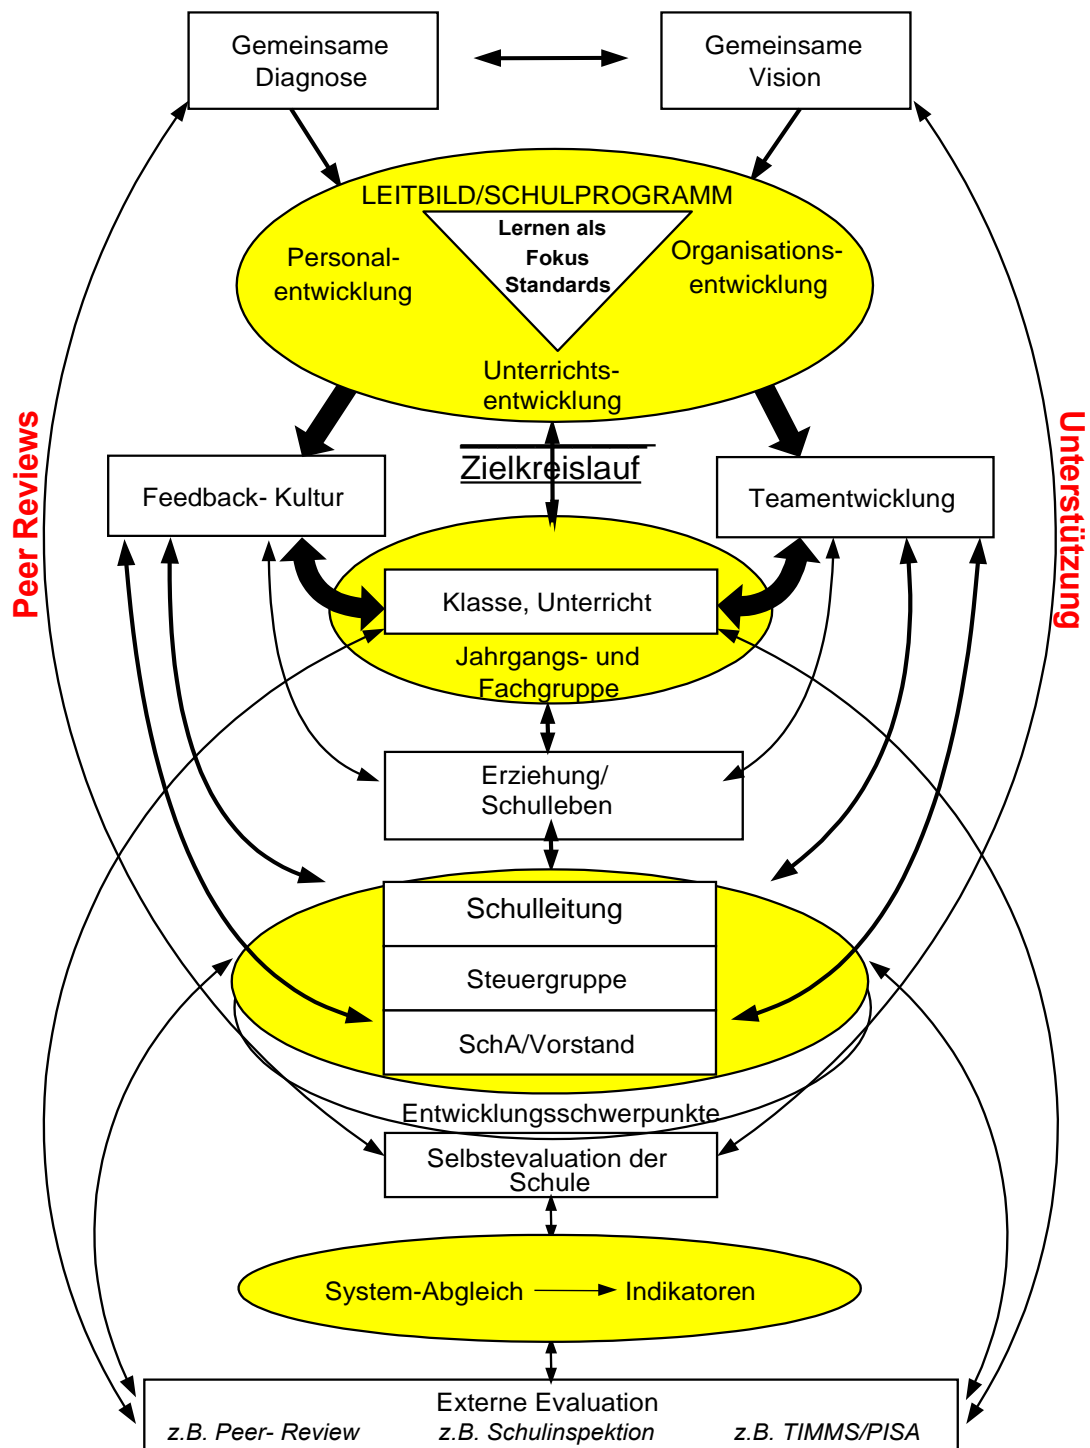 Gemeinsame
Diagnose
Gemeinsame
Vision
LEITBILD/SCHULPROGRAMM
Lernen als
Fokus
Standards
Personal-
entwicklung
Organisations-
entwicklung
Unterrichts-
entwicklung
Peer Reviews
Unterstützung
Zielkreislauf
Feedback- Kultur
Teamentwicklung
Klasse, Unterricht
Jahrgangs- und
Fachgruppe
Erziehung/
Schulleben
Schulleitung
Steuergruppe
SchA/Vorstand
Entwicklungsschwerpunkte
Selbstevaluation der
Schule
System-Abgleich
Indikatoren
Externe Evaluation
z.B. Peer- Review
z.B. Schulinspektion
z.B. TIMMS/PISA